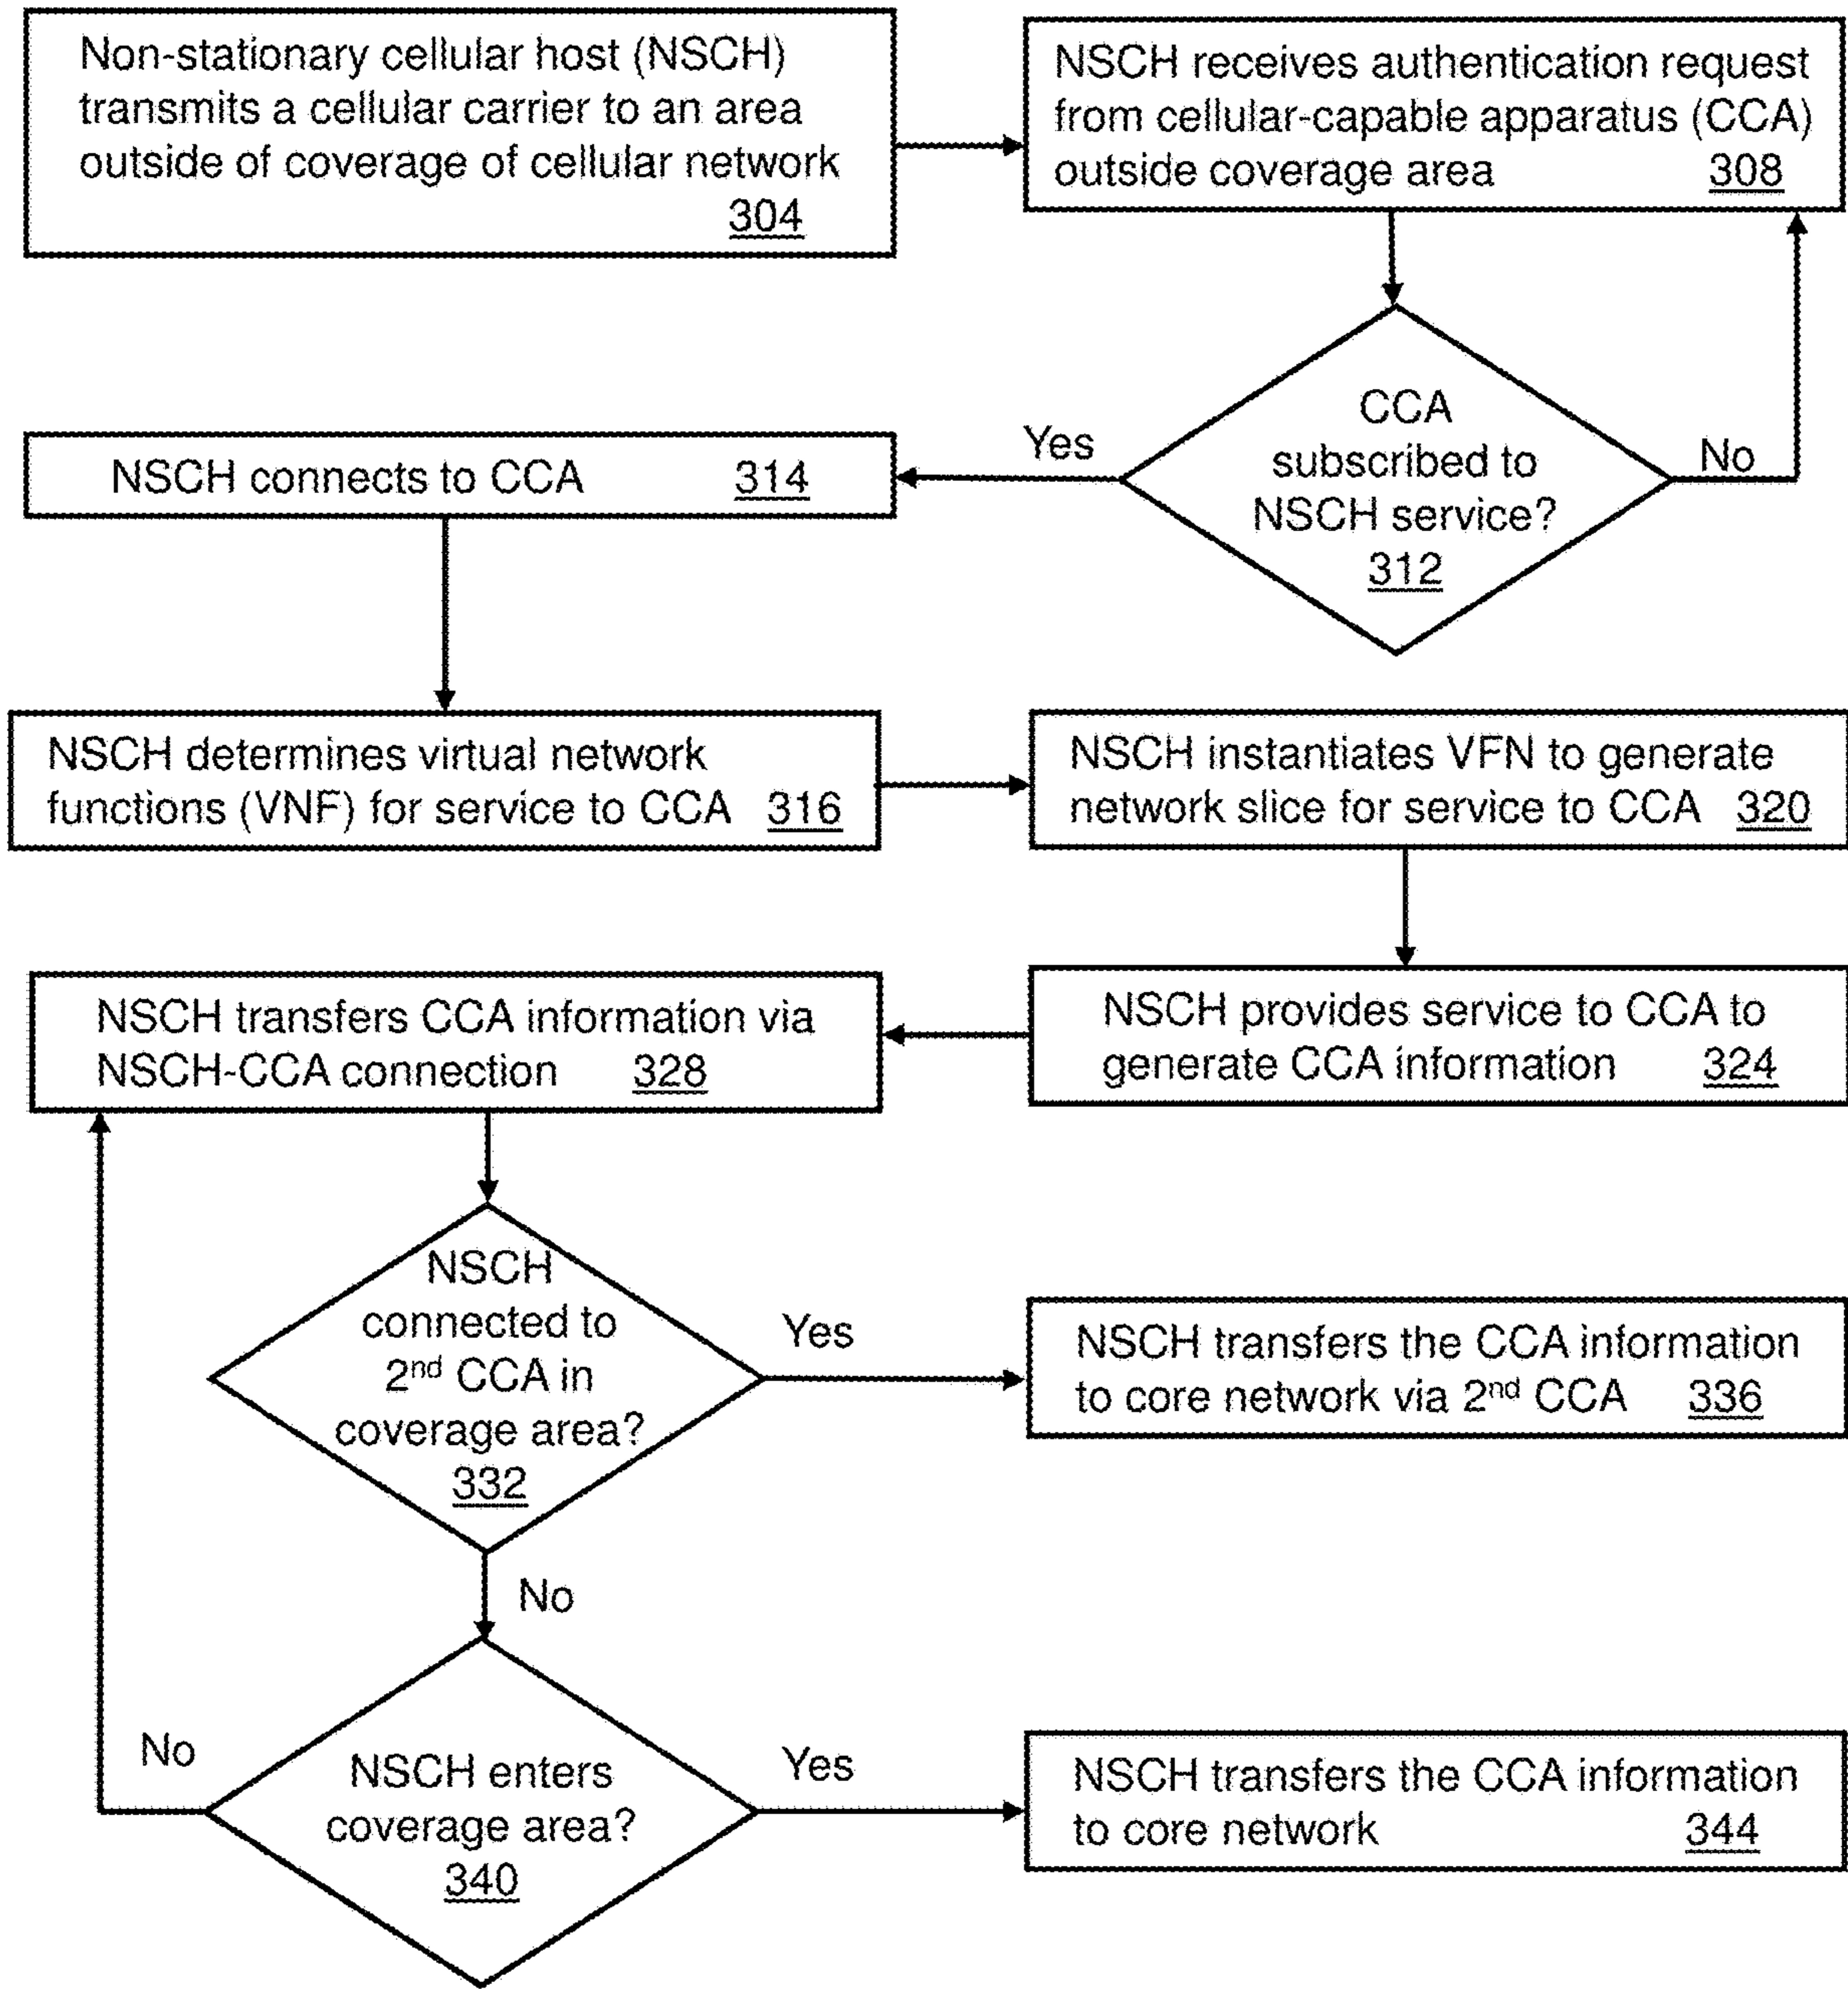 Non-stationary cellular host (NSCH)
transmits a cellular carrier to an area
outside of coverage of cellular network
304
NSCH receives authentication request
from cellular-capable apparatus (CCA)
outside coverage area 308
CCA
subscribed to
NSCH service?
312
Yes
No
NSCH connects to CCA 314
NSCH determines virtual network
functions (VNF) for service to CCA 316
NSCH instantiates VFN to generate
network slice for service to CCA 320
NSCH provides service to CCA to
generate CCA information 324
NSCH transfers CCA information via
NSCH-CCA connection 328
NSCH
connected to
2nd CCA in
coverage area?
332
Yes
NSCH transfers the CCA information
to core network via 2nd CCA 336
No
NSCH enters
coverage area?
340
No
Yes
NSCH transfers the CCA information
to core network 344